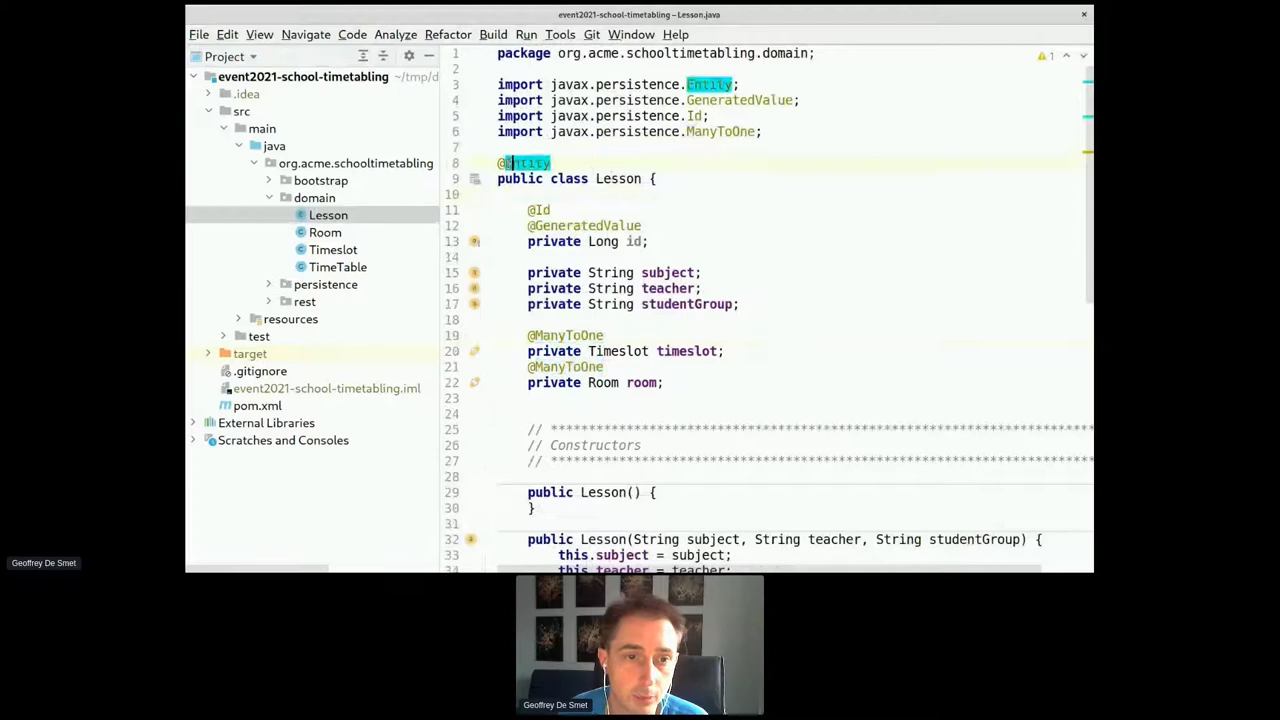 event2021-school-timetabling – Lesson.java
File Edit View Navigate Code Analyze Refactor Build Run Tools Git Window Help
Project
event2021-school-timetabling ~/tmp/d
.idea
src
main
java
org.acme.schooltimetabling
bootstrap
domain
Lesson
Room
Timeslot
TimeTable
persistence
rest
resources
test
target
.gitignore
event2021-school-timetabling.iml
pom.xml
External Libraries
Scratches and Consoles
1
1 package org.acme.schooltimetabling.domain;
2
3 import javax.persistence.Entity;
4 import javax.persistence.GeneratedValue;
5 import javax.persistence.Id;
6 import javax.persistence.ManyToOne;
7
8 @Entity
9 public class Lesson {
10
11 @Id
12 @GeneratedValue
13 private Long id;
14
15 private String subject;
16 private String teacher;
17 private String studentGroup;
18
19 @ManyToOne
20 private Timeslot timeslot;
21 @ManyToOne
22 private Room room;
23
24
25 // ************************************************************************
26 // Constructors
27 // ************************************************************************
28
29 public Lesson() {
30 }
31
32 public Lesson(String subject, String teacher, String studentGroup) {
33 this.subject = subject;
34 this.teacher = teacher;
Geoffrey De Smet
Geoffrey De Smet